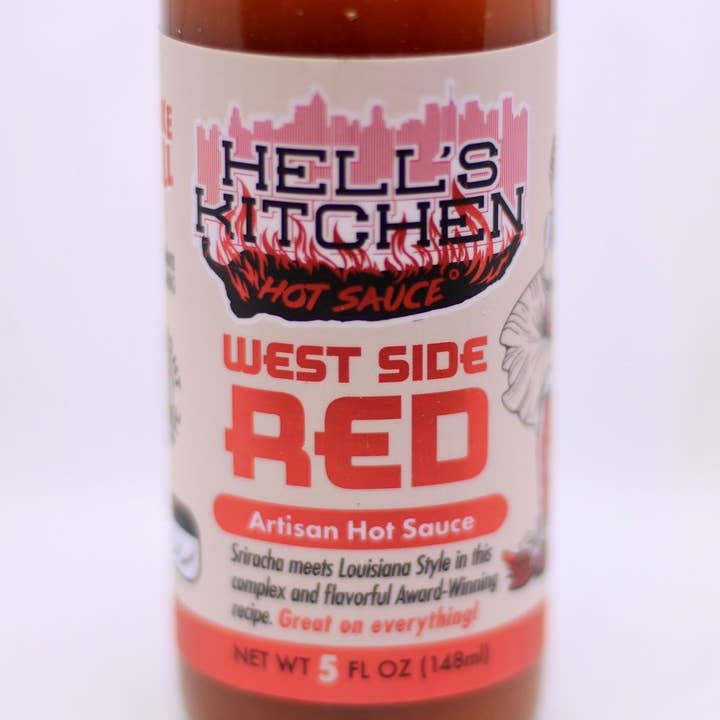 HELL'S
KITCHEN
HOT SAUCE®
WEST SIDE
RED
Artisan Hot Sauce
Sriracha meets Louisiana Style in this
complex and flavorful Award-Winning
recipe. Great on everything!
NET WT 5 FL OZ (148ml)